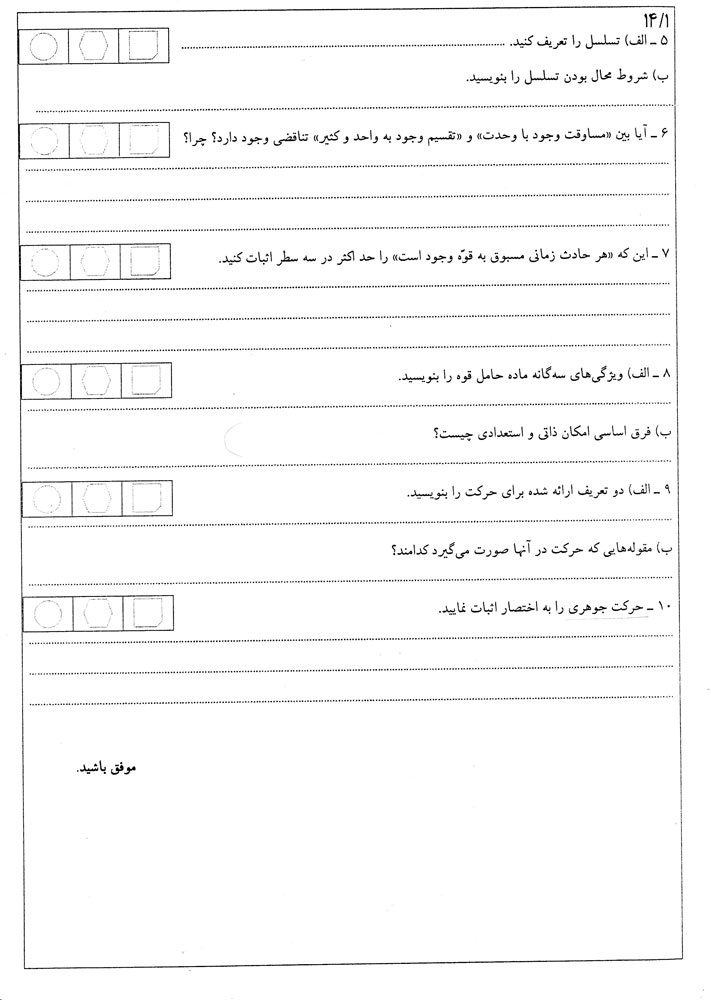 ۱۴/۱
۵ ـ الف) تسلسل را تعریف کنید.
ب) شروط محال بودن تسلسل را بنویسید.
۶ ـ آیا بین «مساوقت وجود با وحدت» و «تقسیم وجود به واحد و کثیر» تناقضی وجود دارد؟ چرا؟
۷ ـ این که «هر حادث زمانی مسبوق به قوّه وجود است» را حد اکثر در سه سطر اثبات کنید.
۸ ـ الف) ویژگی‌های سه‌گانه ماده حامل قوه را بنویسید.
ب) فرق اساسی امکان ذاتی و استعدادی چیست؟
۹ ـ الف) دو تعریف ارائه شده برای حرکت را بنویسید.
ب) مقوله‌هایی که حرکت در آنها صورت می‌گیرد کدامند؟
۱۰ ـ حرکت جوهری را به اختصار اثبات نمایید.
موفق باشید.